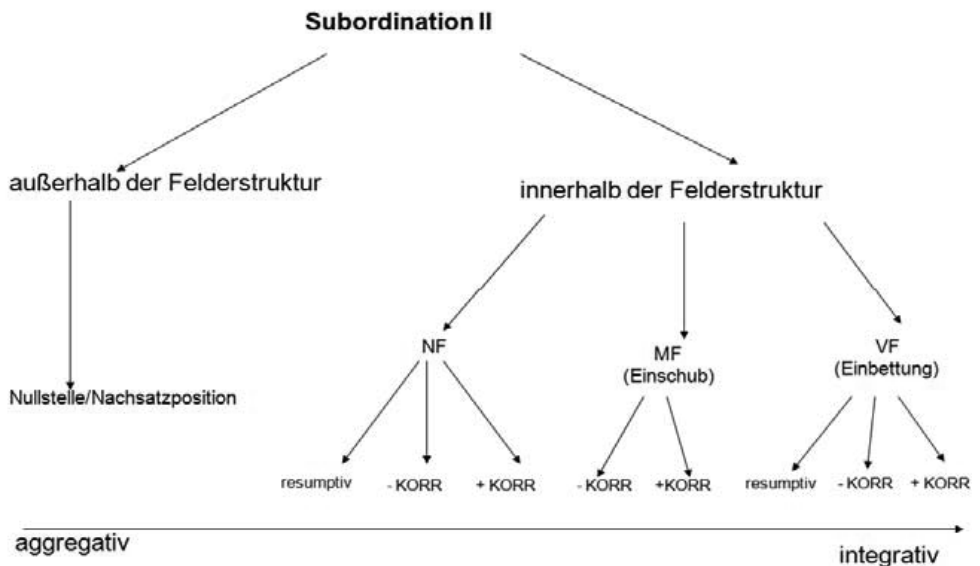 Subordination II
außerhalb der Felderstruktur
innerhalb der Felderstruktur
NF
MF
(Einschub)
VF
(Einbettung)
Nullstelle/Nachsatzposition
resumptiv
- KORR
+ KORR
- KORR
+KORR
resumptiv
- KORR
+ KORR
aggregativ
integrativ